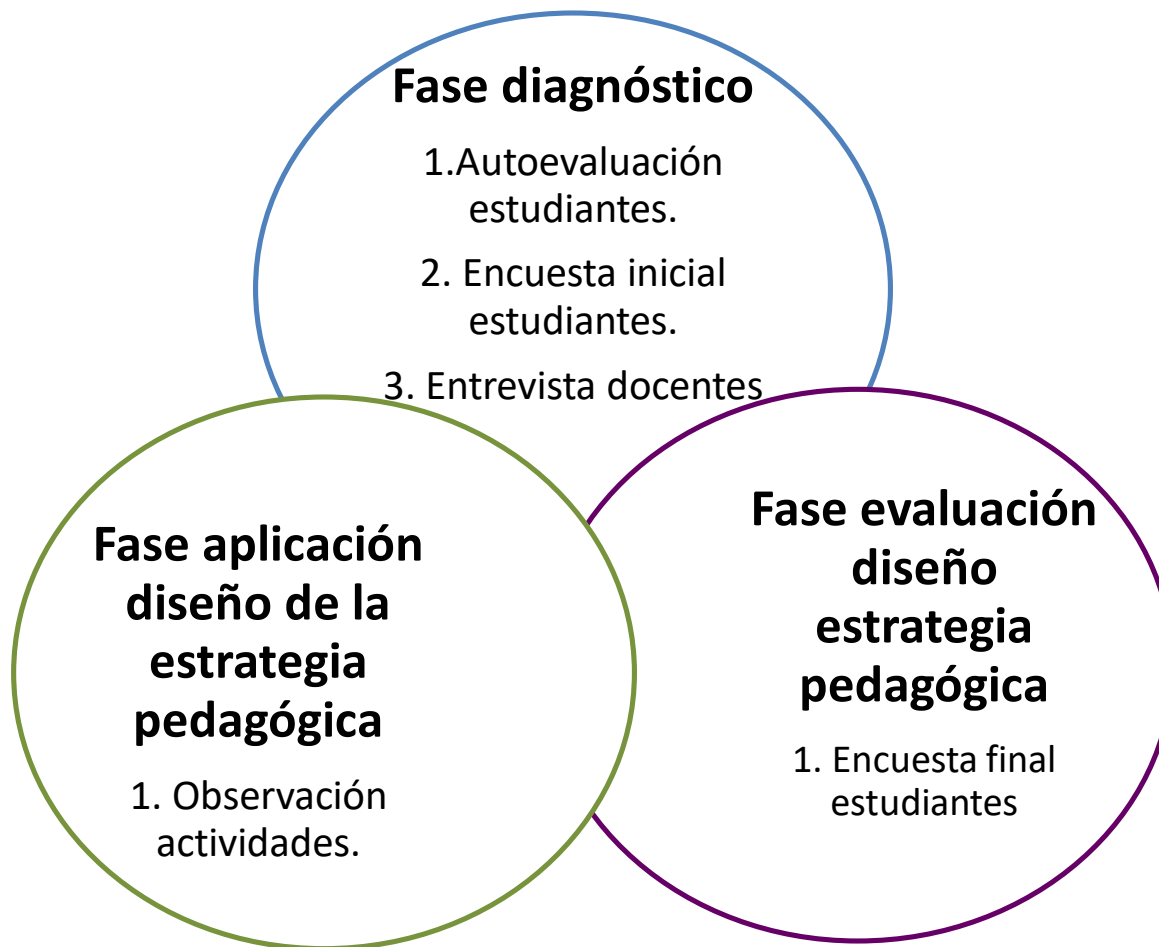 Fase diagnóstico
1.Autoevaluación
estudiantes.
2. Encuesta inicial
estudiantes.
3. Entrevista docentes
Fase aplicación
diseño de la
estrategia
pedagógica
1. Observación
actividades.
Fase evaluación
diseño
estrategia
pedagógica
1. Encuesta final
estudiantes